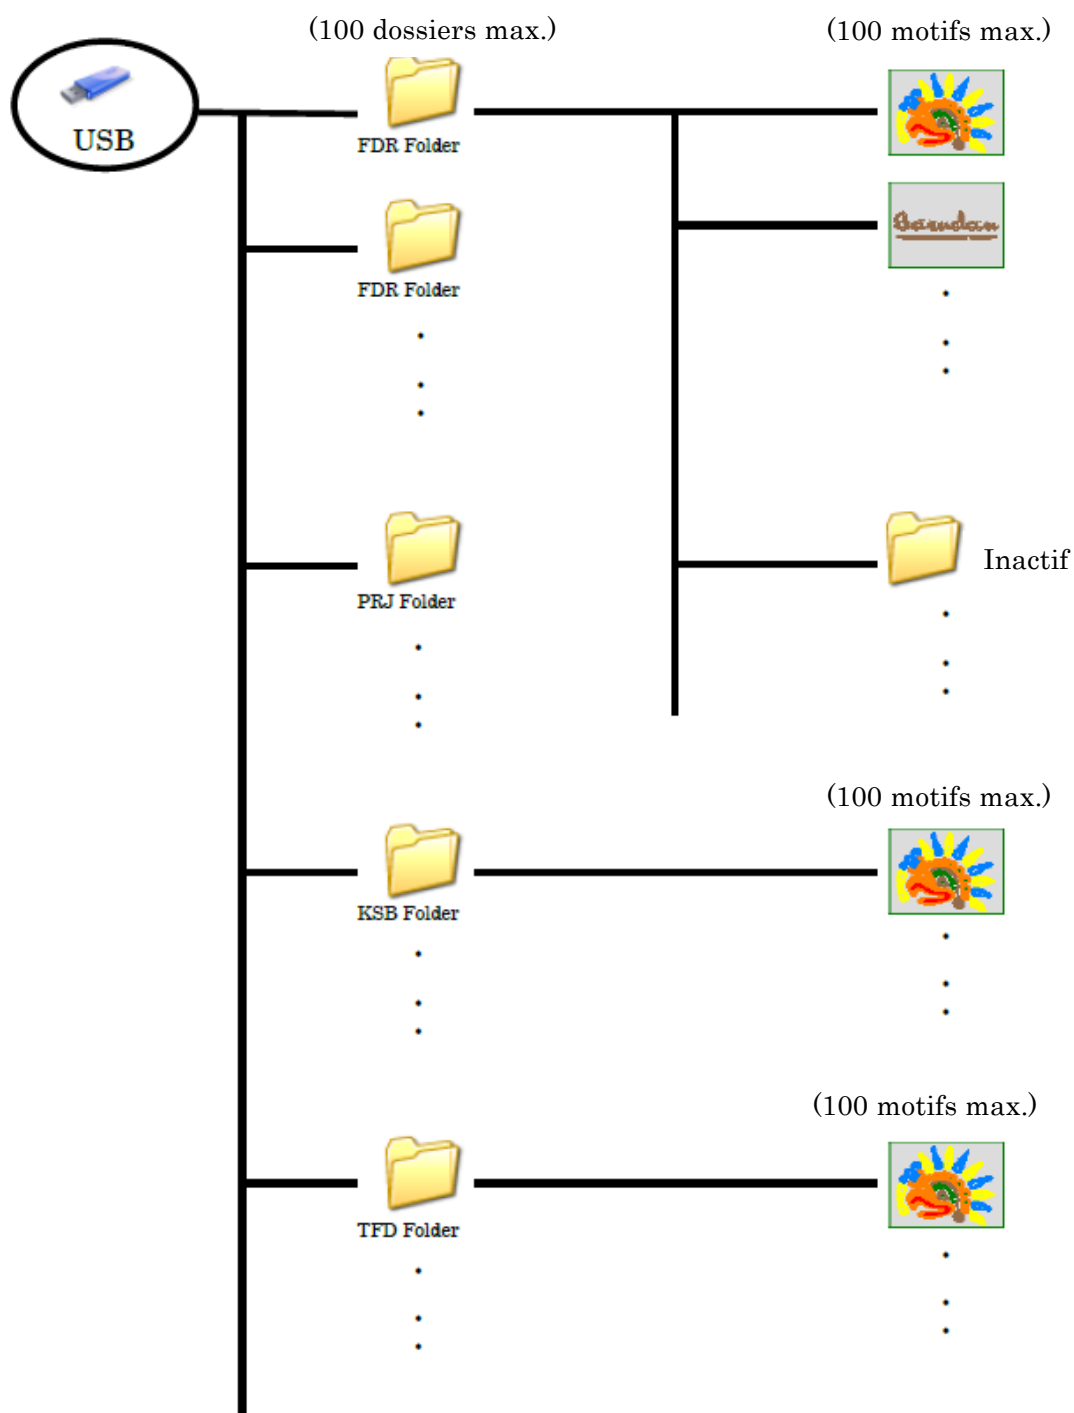 (100 dossiers max.)
(100 motifs max.)
USB
FDR Folder
Barudan
FDR Folder
Inactif
PRJ Folder
(100 motifs max.)
KSB Folder
(100 motifs max.)
TFD Folder